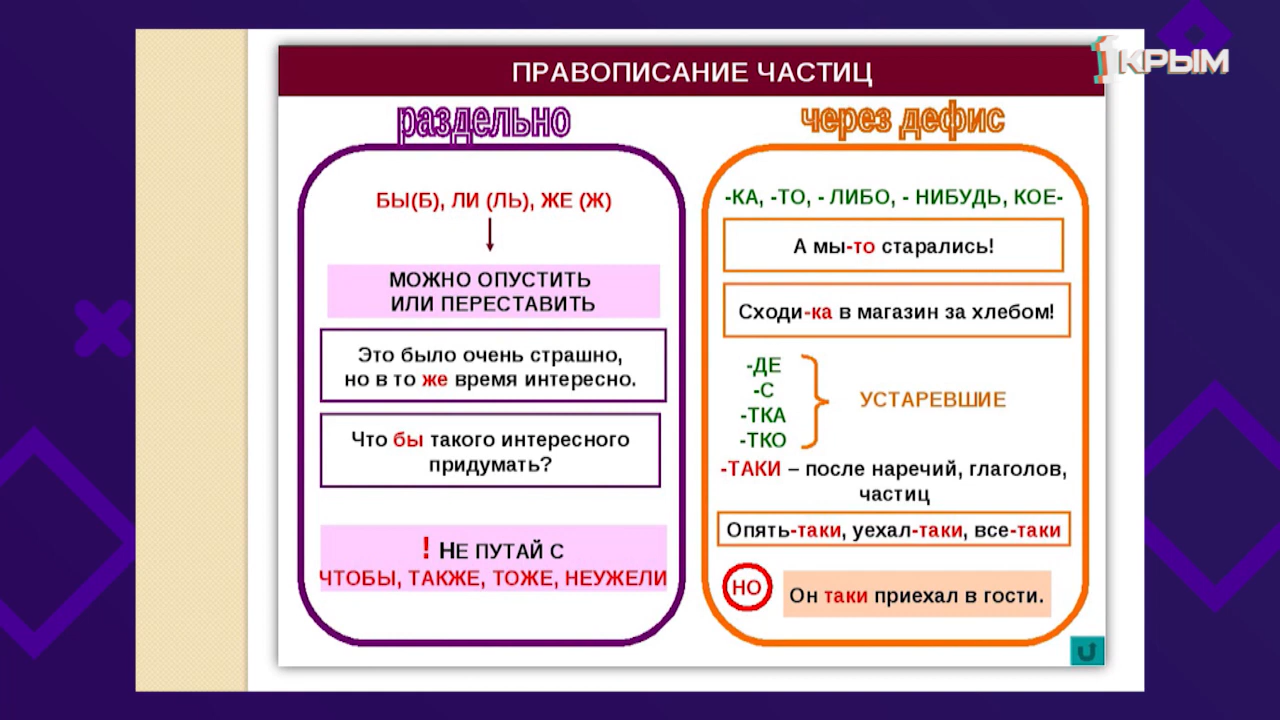 ПРАВОПИСАНИЕ ЧАСТИЦ
1КРЫМ
раздельно
БЫ(Б), ЛИ (ЛЬ), ЖЕ (Ж)
МОЖНО ОПУСТИТЬ
ИЛИ ПЕРЕСТАВИТЬ
Это было очень страшно,
но в то же время интересно.
Что бы такого интересного
придумать?
! НЕ ПУТАЙ С
ЧТОБЫ, ТАКЖЕ, ТОЖЕ, НЕУЖЕЛИ
через дефис
-КА, -ТО, - ЛИБО, - НИБУДЬ, КОЕ-
А мы-то старались!
Сходи-ка в магазин за хлебом!
-ДЕ
-С
-ТКА
-ТКО
УСТАРЕВШИЕ
-ТАКИ – после наречий, глаголов,
частиц
Опять-таки, уехал-таки, все-таки
НО
Он таки приехал в гости.